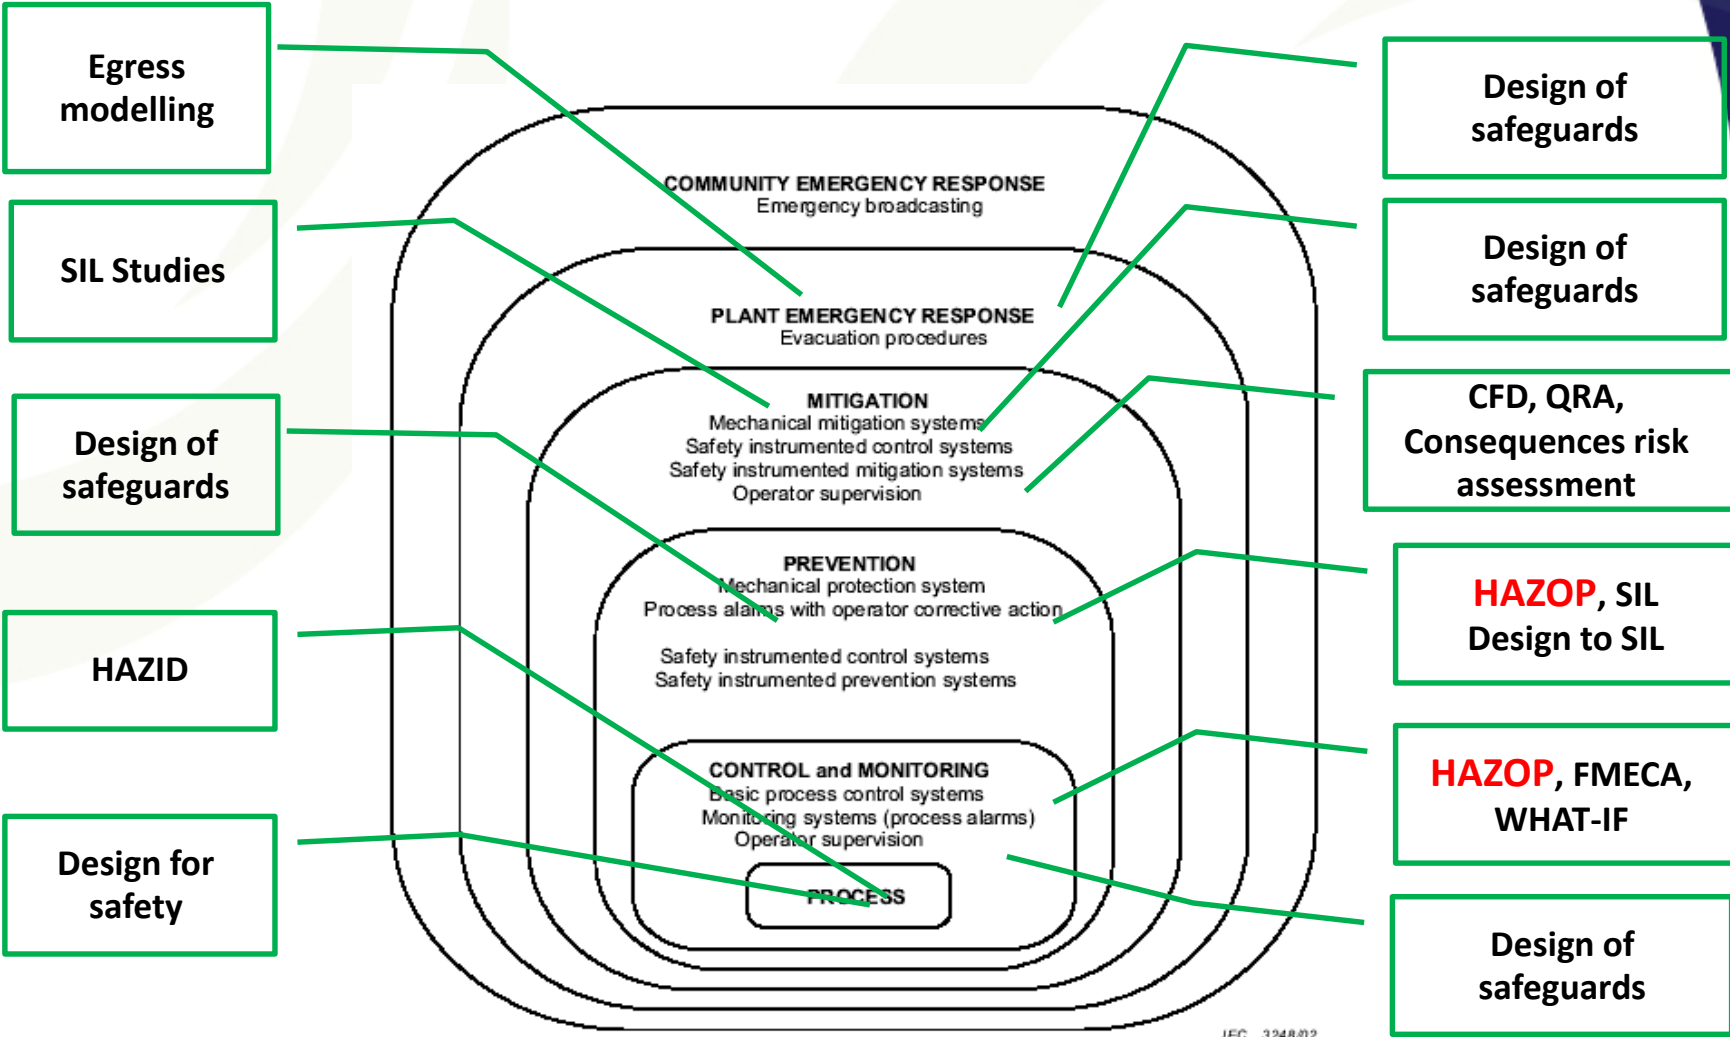 Egress
modelling
SIL Studies
Design of
safeguards
HAZID
Design for
safety
COMMUNITY EMERGENCY RESPONSE
Emergency broadcasting
PLANT EMERGENCY RESPONSE
Evacuation procedures
MITIGATION
Mechanical mitigation systems
Safety instrumented control systems
Safety instrumented mitigation systems
Operator supervision
PREVENTION
Mechanical protection system
Process alarms with operator corrective action
Safety instrumented control systems
Safety instrumented prevention systems
CONTROL and MONITORING
Basic process control systems
Monitoring systems (process alarms)
Operator supervision
PROCESS
Design of
safeguards
Design of
safeguards
CFD, QRA,
Consequences risk
assessment
HAZOP, SIL
Design to SIL
HAZOP, FMECA,
WHAT-IF
Design of
safeguards
IEC 3248/02